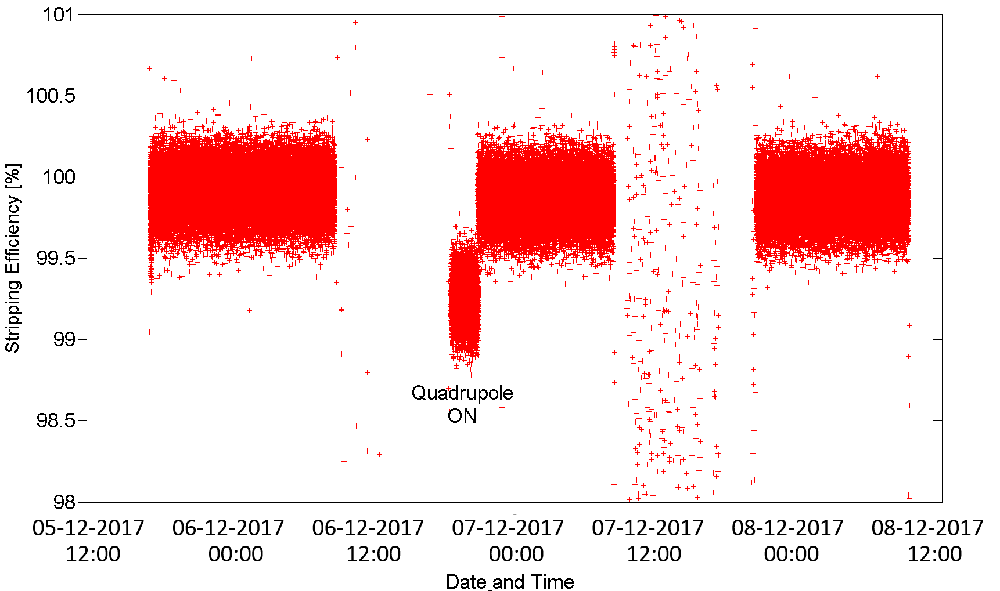 101
100.5
100
99.5
99
98.5
98
Stripping Efficiency [%]
Quadrupole
ON
05-12-2017 06-12-2017 06-12-2017 07-12-2017 07-12-2017 08-12-2017 08-12-2017
12:00 00:00 12:00 00:00 12:00 00:00 12:00
Date_and Time